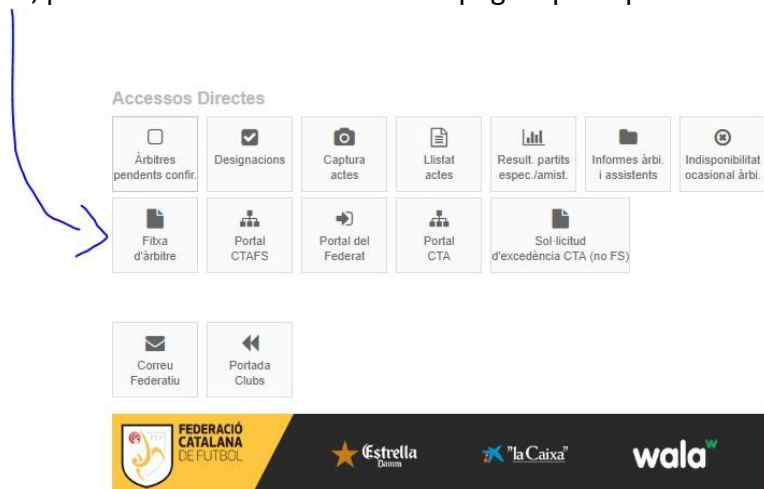 Accessos Directes
Àrbitres
pendents confir.
Designacions
Captura
actes
Llistat
actes
Result. partits
espec./amist.
Informes àrbi.
i assistents
Indisponibilitat
ocasional àrbi.
Fitxa
d'àrbitre
Portal
CTAFS
Portal del
Federat
Portal
CTA
Sol·licitud
d'excedència CTA (no FS)
Correu
Federatiu
Portada
Clubs
FEDERACIÓ
CATALANA
DE FUTBOL
Estrella
Damm
"la Caixa"
wala w